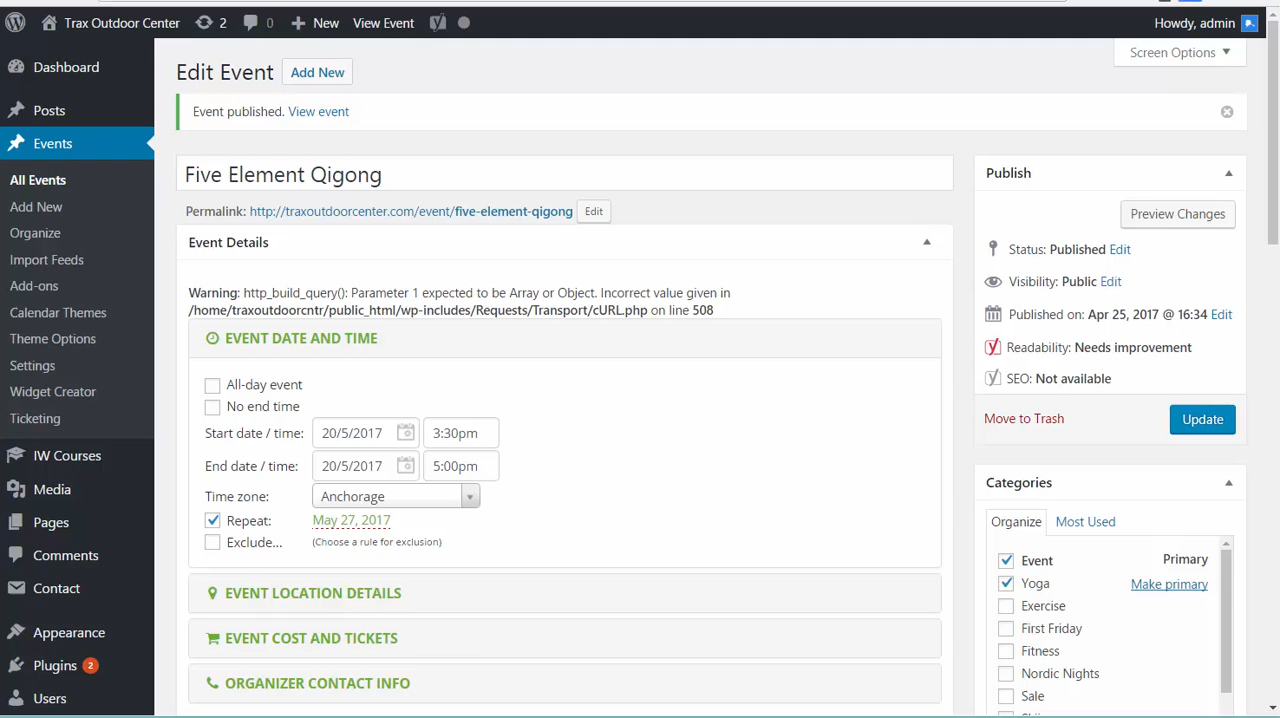 Trax Outdoor Center 2 0 New View Event Howdy, admin
Screen Options
Dashboard
Posts
Events
All Events
Add New
Organize
Import Feeds
Add-ons
Calendar Themes
Theme Options
Settings
Widget Creator
Ticketing
IW Courses
Media
Pages
Comments
Contact
Appearance
Plugins 2
Users
Edit Event Add New
Event published. View event
Five Element Qigong
Permalink: http://traxoutdoorcenter.com/event/five-element-qigong Edit
Event Details
Warning: http_build_query(): Parameter 1 expected to be Array or Object. Incorrect value given in
/home/traxoutdoorcntr/public_html/wp-includes/Requests/Transport/cURL.php on line 508
EVENT DATE AND TIME
All-day event
No end time
Start date / time: 20/5/2017 3:30pm
End date / time: 20/5/2017 5:00pm
Time zone: Anchorage
Repeat: May 27, 2017
Exclude... (Choose a rule for exclusion)
EVENT LOCATION DETAILS
EVENT COST AND TICKETS
ORGANIZER CONTACT INFO
Publish
Preview Changes
Status: Published Edit
Visibility: Public Edit
Published on: Apr 25, 2017 @ 16:34 Edit
Readability: Needs improvement
SEO: Not available
Move to Trash Update
Categories
Organize Most Used
Event Primary
Yoga Make primary
Exercise
First Friday
Fitness
Nordic Nights
Sale